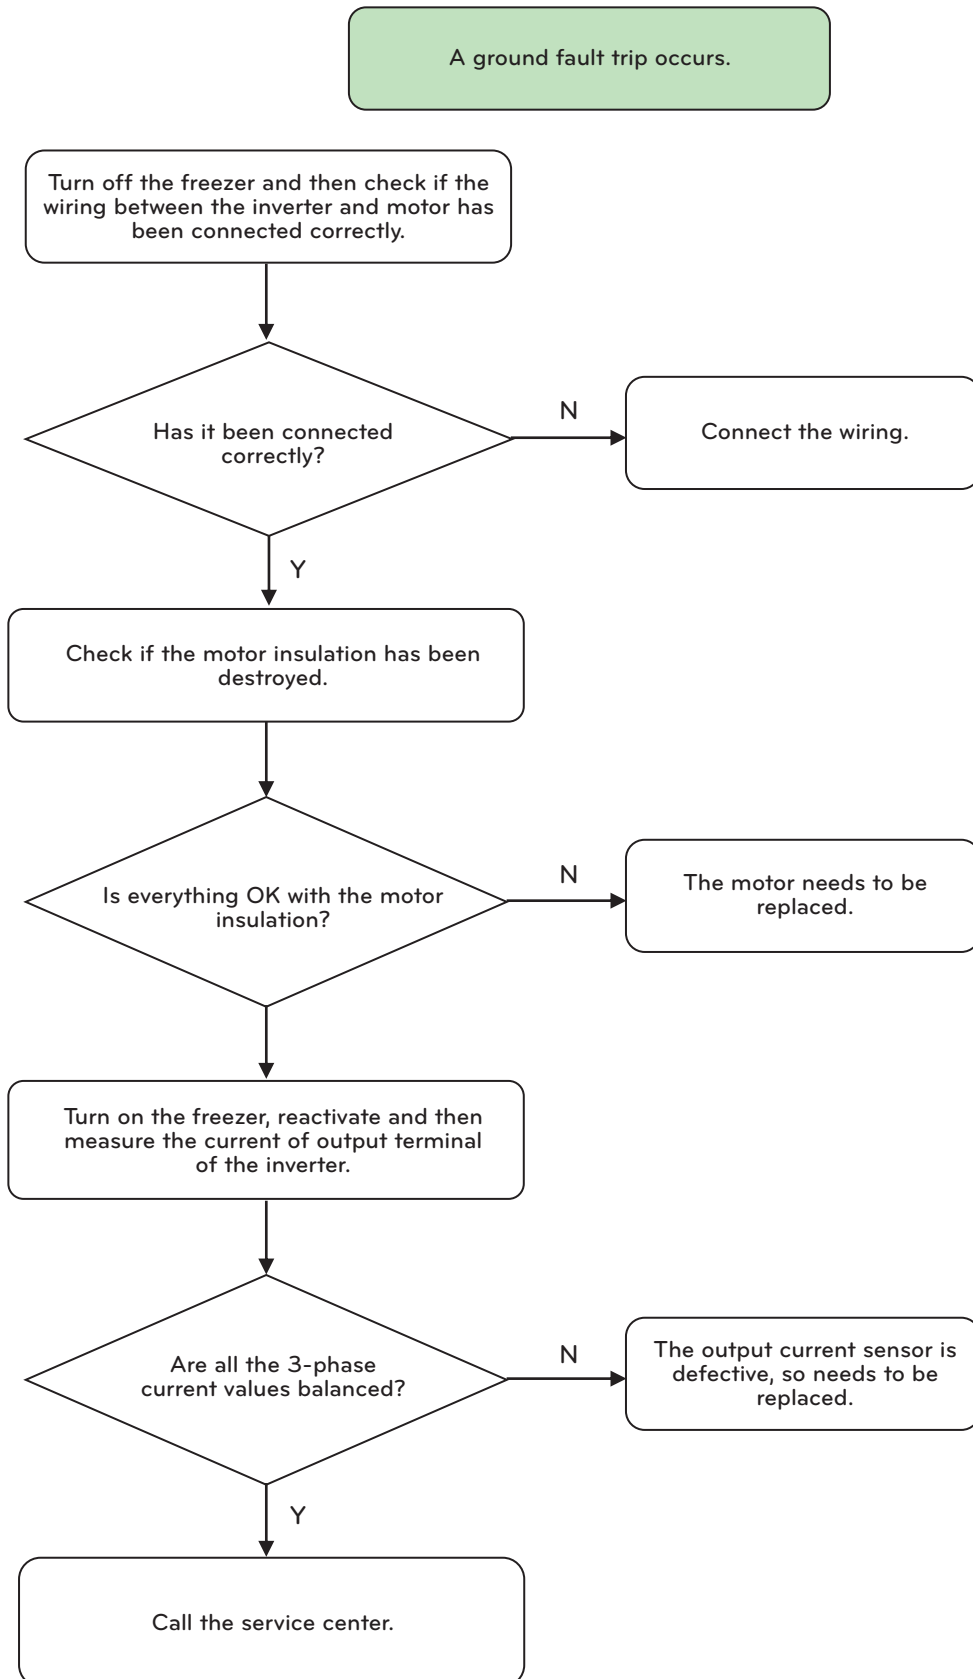 A ground fault trip occurs.
Turn off the freezer and then check if the
wiring between the inverter and motor has
been connected correctly.
Has it been connected
correctly?
N
Connect the wiring.
Y
Check if the motor insulation has been
destroyed.
Is everything OK with the motor
insulation?
N
The motor needs to be
replaced.
Turn on the freezer, reactivate and then
measure the current of output terminal
of the inverter.
Are all the 3-phase
current values balanced?
N
The output current sensor is
defective, so needs to be
replaced.
Y
Call the service center.